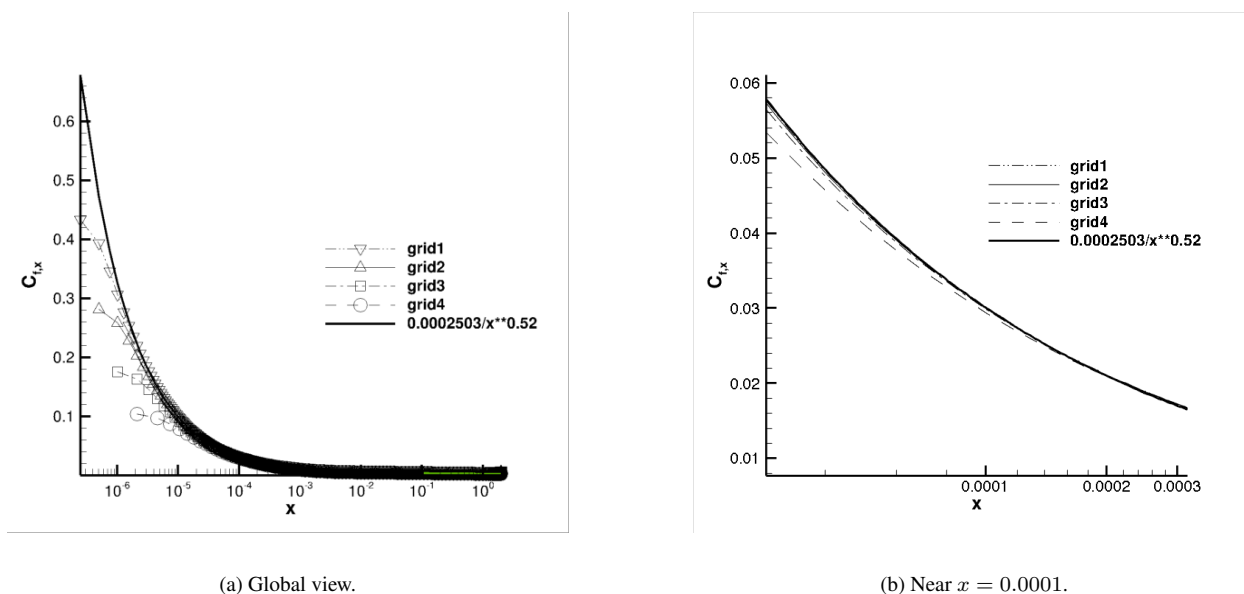 0.6
0.5
0.4
0.3
0.2
0.1
C_{f,x}
grid1
grid2
grid3
grid4
0.0002503/x**0.52
10^{-6} 10^{-5} 10^{-4} 10^{-3} 10^{-2} 10^{-1} 10^{0}
x
(a) Global view.
0.06
0.05
0.04
0.03
0.02
0.01
C_{f,x}
grid1
grid2
grid3
grid4
0.0002503/x**0.52
0.0001 0.0002 0.0003
x
(b) Near x = 0.0001.